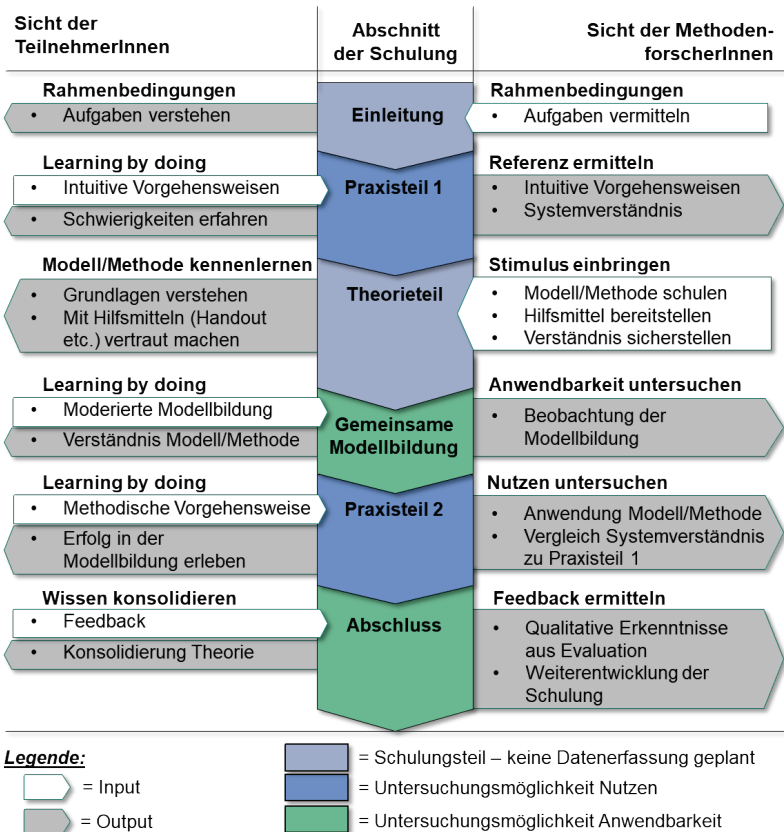 Sicht der
TeilnehmerInnen
Abschnitt
der Schulung
Sicht der Methoden-
forscherInnen
Rahmenbedingungen
• Aufgaben verstehen
Einleitung
Rahmenbedingungen
• Aufgaben vermitteln
Learning by doing
• Intuitive Vorgehensweisen
• Schwierigkeiten erfahren
Praxisteil 1
Referenz ermitteln
• Intuitive Vorgehensweisen
• Systemverständnis
Modell/Methode kennenlernen
• Grundlagen verstehen
• Mit Hilfsmitteln (Handout
etc.) vertraut machen
Theorieteil
Stimulus einbringen
• Modell/Methode schulen
• Hilfsmittel bereitstellen
• Verständnis sicherstellen
Learning by doing
• Moderierte Modellbildung
• Verständnis Modell/Methode
Gemeinsame
Modellbildung
Anwendbarkeit untersuchen
• Beobachtung der
Modellbildung
Learning by doing
• Methodische Vorgehensweise
• Erfolg in der
Modellbildung erleben
Praxisteil 2
Nutzen untersuchen
• Anwendung Modell/Methode
• Vergleich Systemverständnis
zu Praxisteil 1
Wissen konsolidieren
• Feedback
• Konsolidierung Theorie
Abschluss
Feedback ermitteln
• Qualitative Erkenntnisse
aus Evaluation
• Weiterentwicklung der
Schulung
Legende:
= Input
= Output
= Schulungsteil – keine Datenerfassung geplant
= Untersuchungsmöglichkeit Nutzen
= Untersuchungsmöglichkeit Anwendbarkeit